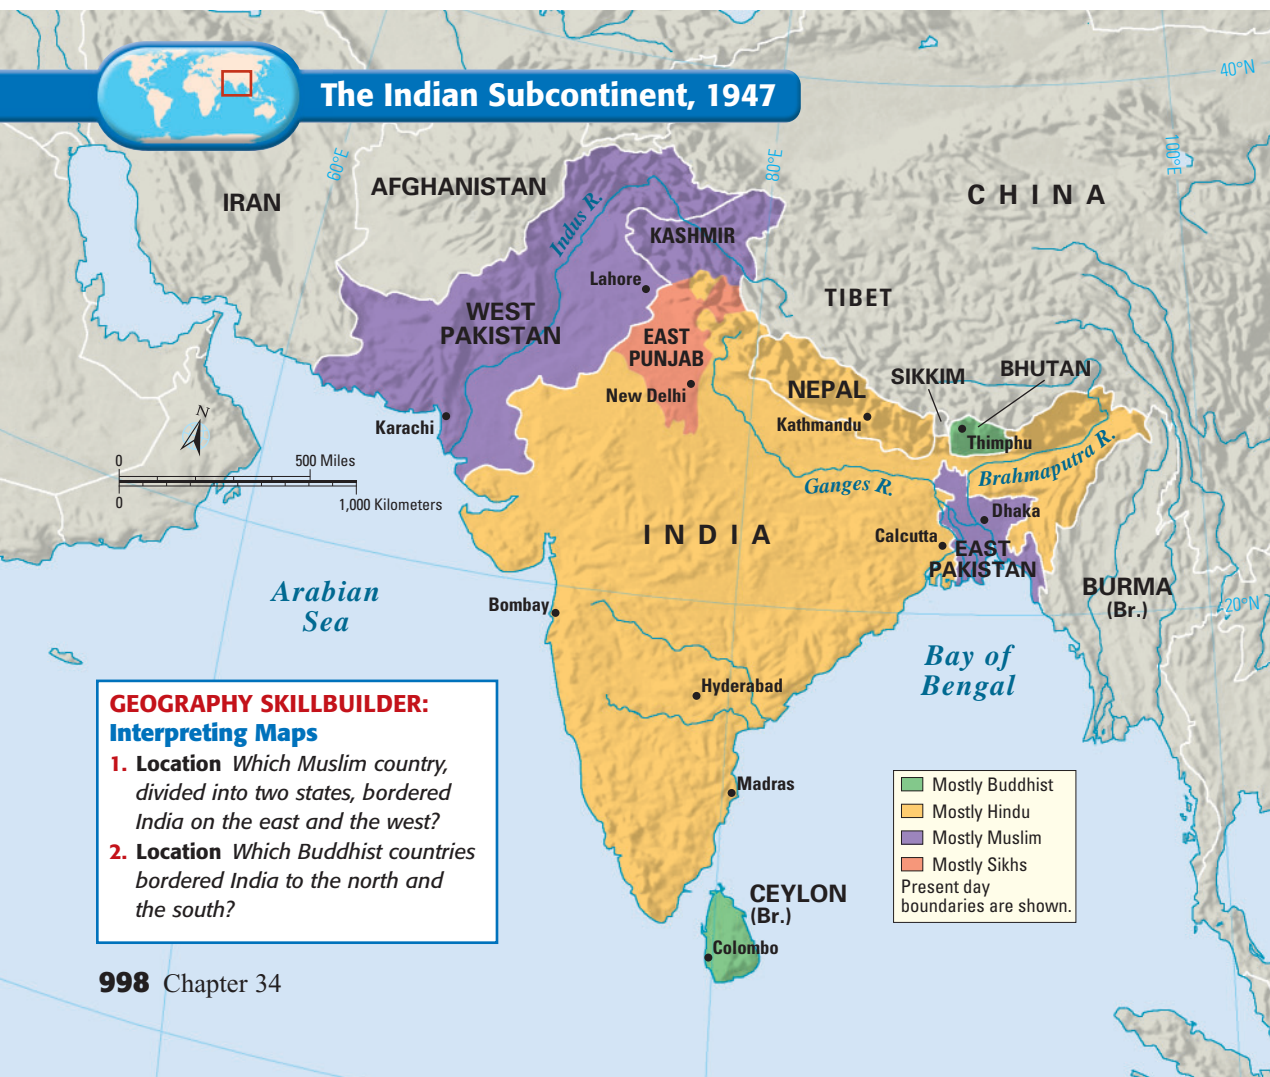 The Indian Subcontinent, 1947
40°N
60°E
80°E
100°E
IRAN
AFGHANISTAN
CHINA
Indus R.
KASHMIR
Lahore
TIBET
WEST
PAKISTAN
EAST
PUNJAB
New Delhi
NEPAL
Kathmandu
SIKKIM
BHUTAN
Thimphu
Karachi
N
0
500 Miles
0
1,000 Kilometers
Ganges R.
Brahmaputra R.
Dhaka
INDIA
Calcutta
EAST
PAKISTAN
BURMA
(Br.)
20°N
Arabian
Sea
Bombay
Bay of
Bengal
Hyderabad
Madras
CEYLON
(Br.)
Colombo
GEOGRAPHY SKILLBUILDER:
Interpreting Maps
1. Location Which Muslim country,
divided into two states, bordered
India on the east and the west?
2. Location Which Buddhist countries
bordered India to the north and
the south?
Mostly Buddhist
Mostly Hindu
Mostly Muslim
Mostly Sikhs
Present day
boundaries are shown.
998 Chapter 34